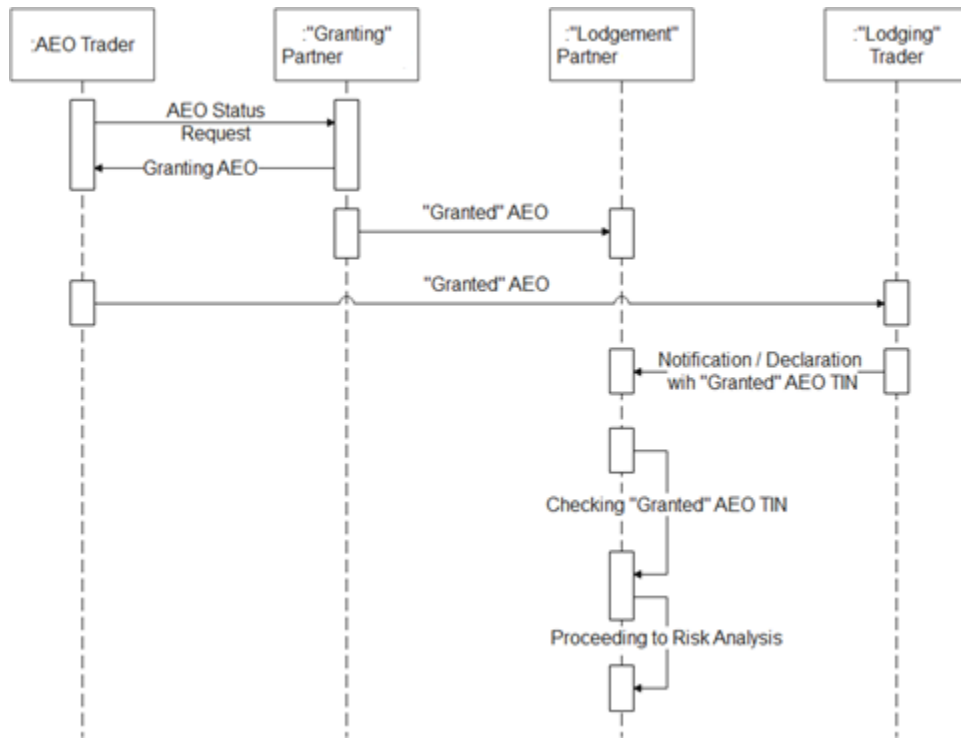 :AEO Trader
:"Granting"
Partner
:"Lodgement"
Partner
:"Lodging"
Trader
AEO Status
Request
Granting AEO
"Granted" AEO
"Granted" AEO
Notification / Declaration
wih "Granted" AEO TIN
Checking "Granted" AEO TIN
Proceeding to Risk Analysis